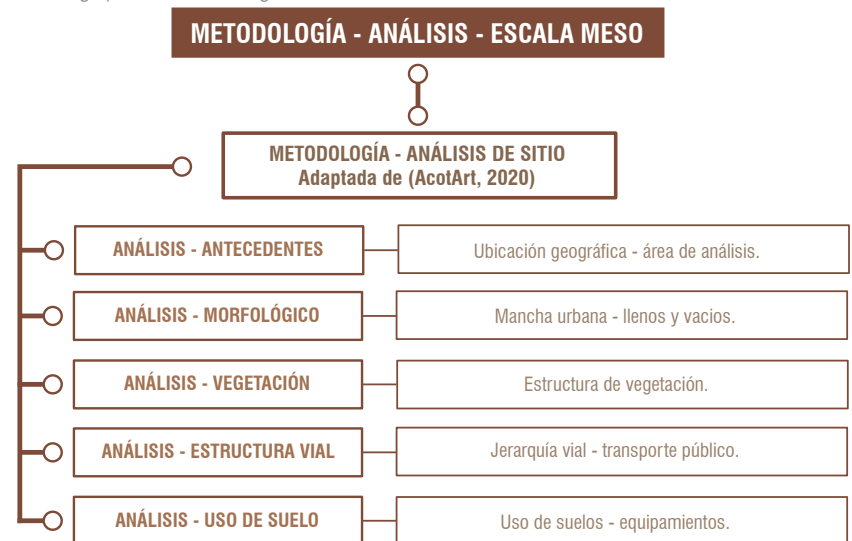 METODOLOGÍA - ANÁLISIS - ESCALA MESO
METODOLOGÍA - ANÁLISIS DE SITIO
Adaptada de (AcotArt, 2020)
ANÁLISIS - ANTECEDENTES
Ubicación geográfica - área de análisis.
ANÁLISIS - MORFOLÓGICO
Mancha urbana - llenos y vacios.
ANÁLISIS - VEGETACIÓN
Estructura de vegetación.
ANÁLISIS - ESTRUCTURA VIAL
Jerarquía vial - transporte público.
ANÁLISIS - USO DE SUELO
Uso de suelos - equipamientos.